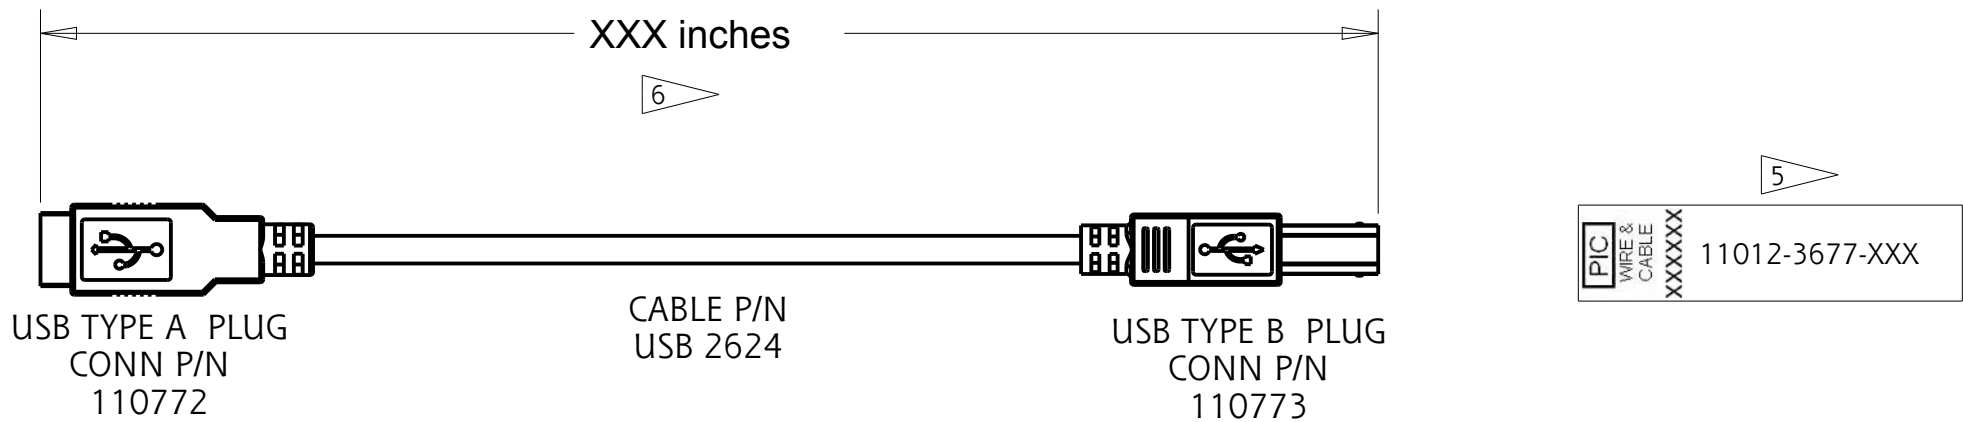 XXX inches
6
USB TYPE A PLUG
CONN P/N
110772
CABLE P/N
USB 2624
USB TYPE B PLUG
CONN P/N
110773
5
PIC
WIRE &
CABLE
XXXXXX
11012-3677-XXX